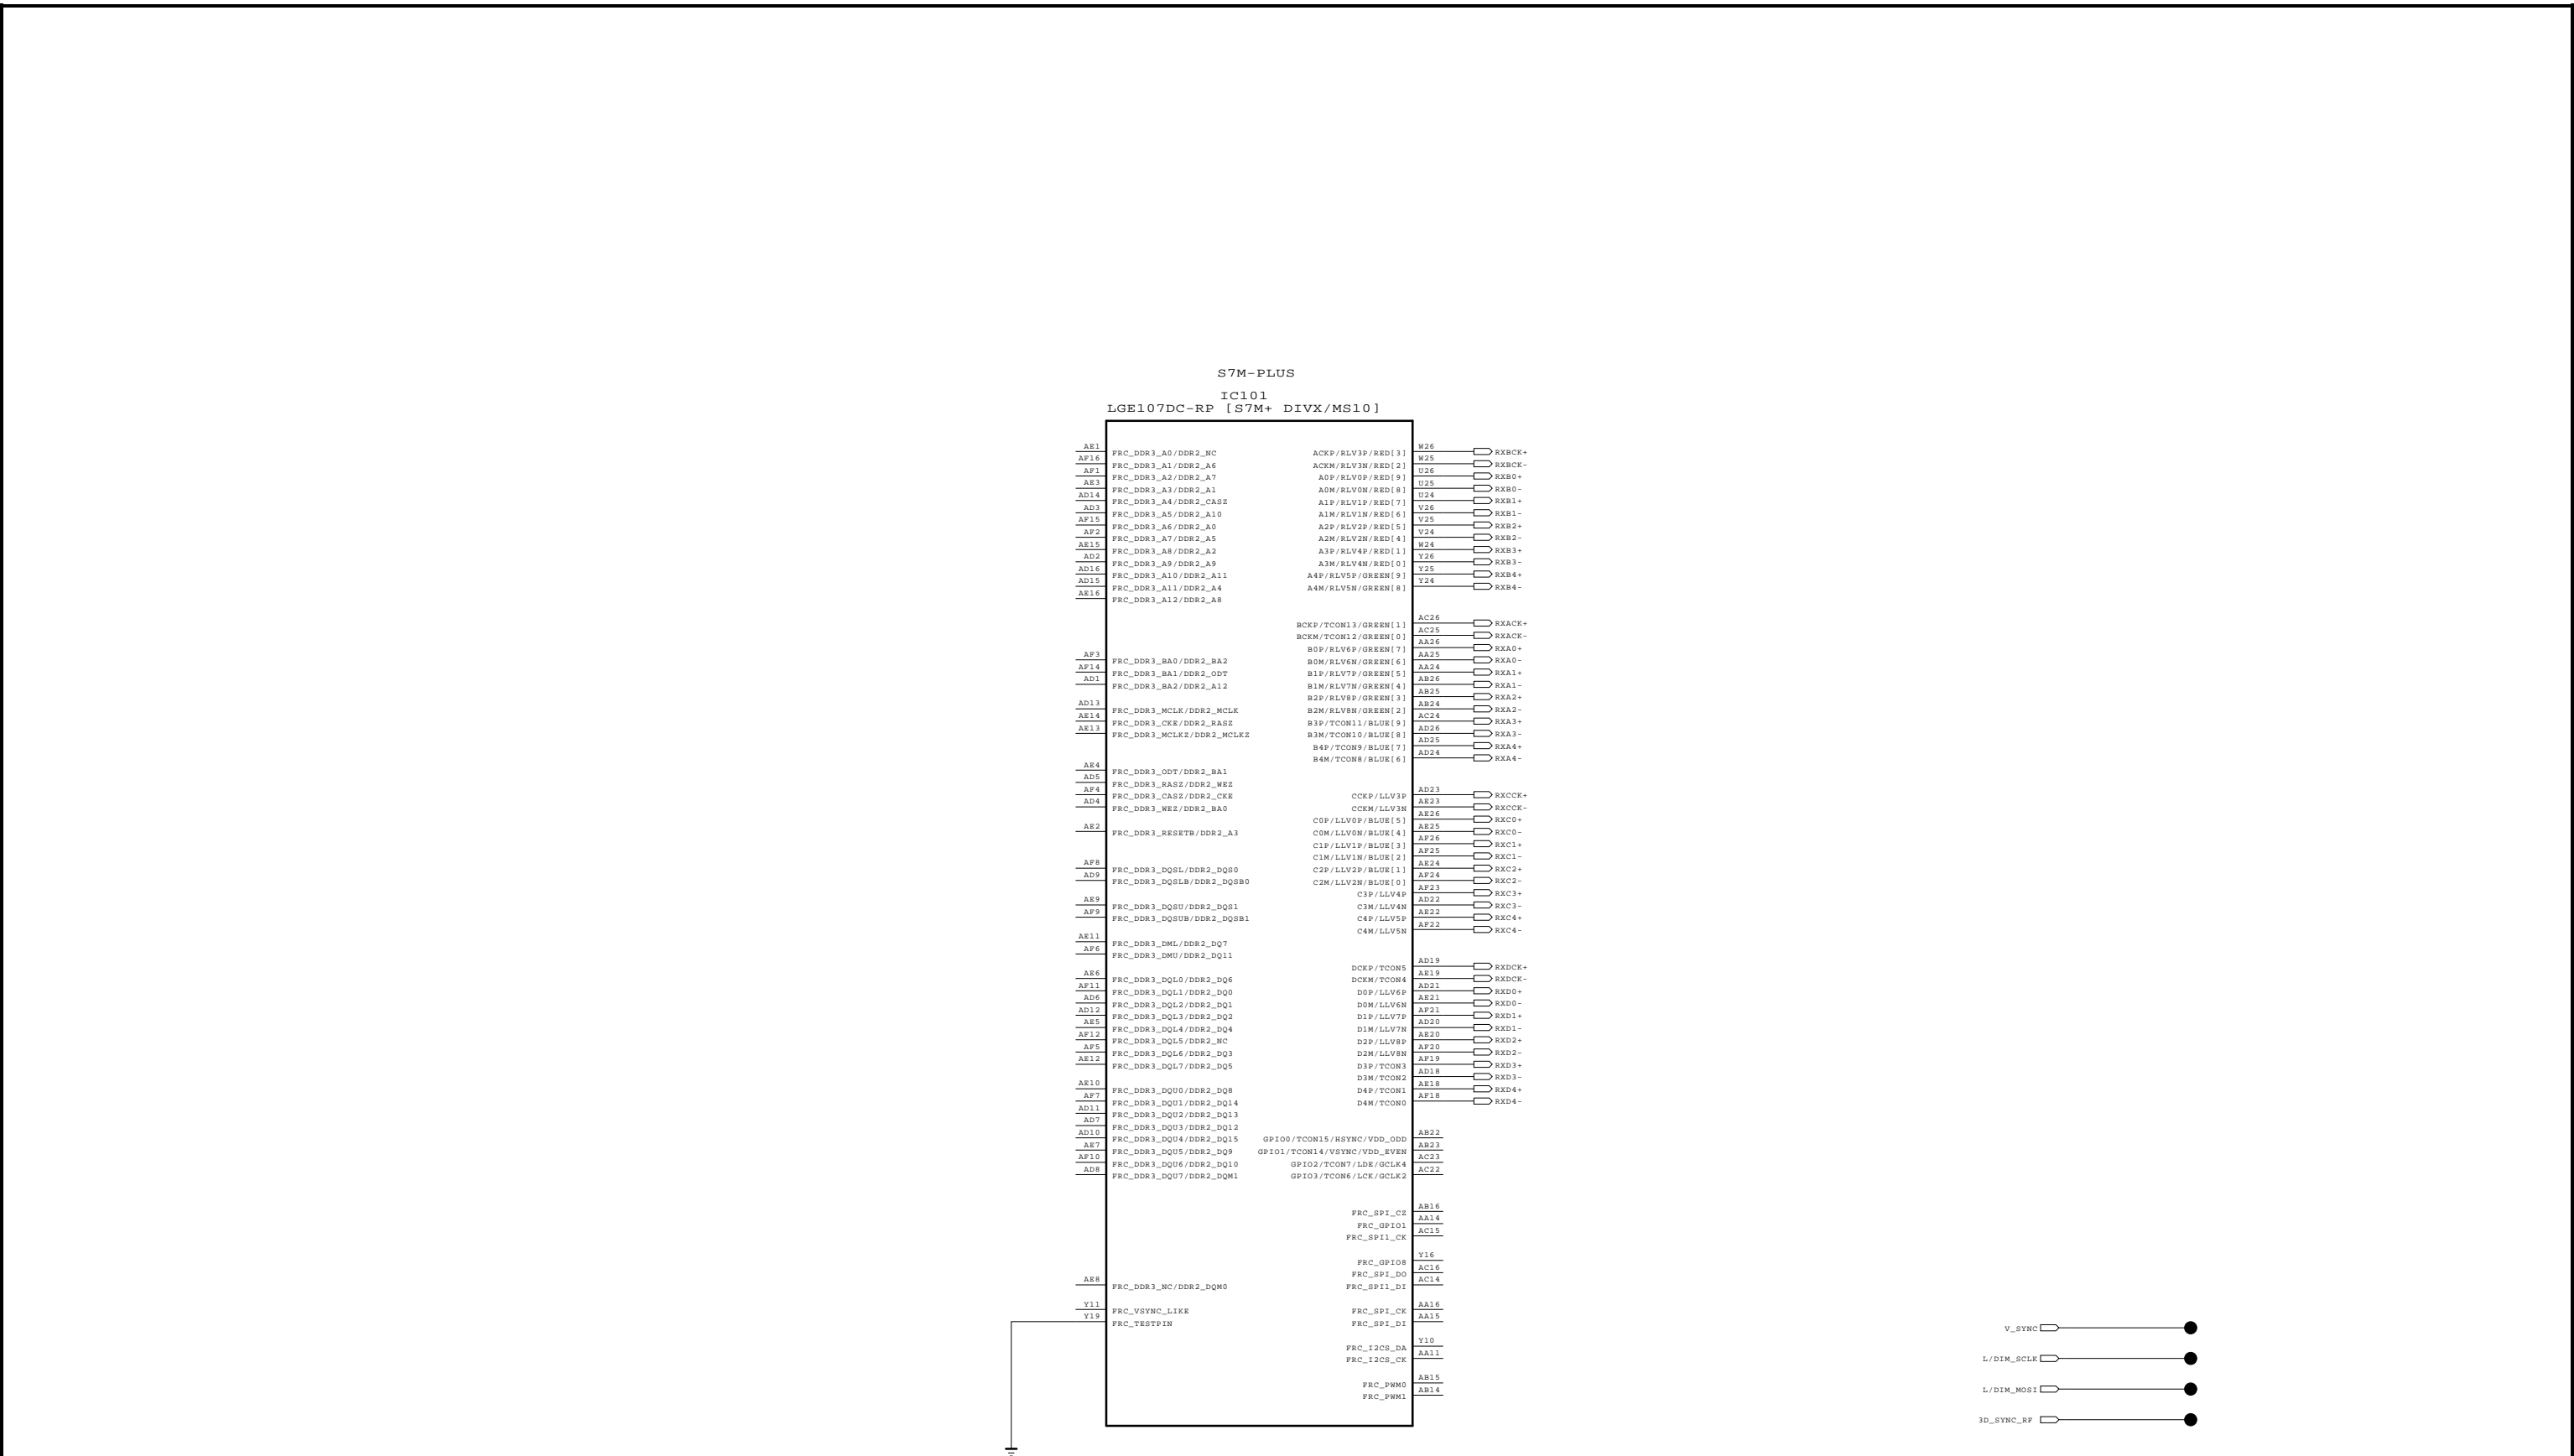 S7M-PLUS
IC101
LGE107DC-RP [S7M+ DIVX/MS10]
AE1 FRC_DDR3_A0/DDR2_NC
AF16 FRC_DDR3_A1/DDR2_A6
AF1 FRC_DDR3_A2/DDR2_A7
AE3 FRC_DDR3_A3/DDR2_A1
AD14 FRC_DDR3_A4/DDR2_CASZ
AD3 FRC_DDR3_A5/DDR2_A10
AF15 FRC_DDR3_A6/DDR2_A0
AF2 FRC_DDR3_A7/DDR2_A5
AE15 FRC_DDR3_A8/DDR2_A2
AD2 FRC_DDR3_A9/DDR2_A9
AD16 FRC_DDR3_A10/DDR2_A11
AD15 FRC_DDR3_A11/DDR2_A4
AE16 FRC_DDR3_A12/DDR2_A8
AF3 FRC_DDR3_BA0/DDR2_BA2
AF14 FRC_DDR3_BA1/DDR2_ODT
AD1 FRC_DDR3_BA2/DDR2_A12
AD13 FRC_DDR3_MCLK/DDR2_MCLK
AE14 FRC_DDR3_CKE/DDR2_RASZ
AE13 FRC_DDR3_MCLKZ/DDR2_MCLKZ
AE4 FRC_DDR3_ODT/DDR2_BA1
AD5 FRC_DDR3_RASZ/DDR2_WEZ
AF4 FRC_DDR3_CASZ/DDR2_CKE
AD4 FRC_DDR3_WEZ/DDR2_BA0
AE2 FRC_DDR3_RESETB/DDR2_A3
AF8 FRC_DDR3_DQSL/DDR2_DQS0
AD9 FRC_DDR3_DQSLB/DDR2_DQSB0
AE9 FRC_DDR3_DQSU/DDR2_DQS1
AF9 FRC_DDR3_DQSUB/DDR2_DQSB1
AE11 FRC_DDR3_DML/DDR2_DQ7
AF6 FRC_DDR3_DMU/DDR2_DQ11
AE6 FRC_DDR3_DQL0/DDR2_DQ6
AF11 FRC_DDR3_DQL1/DDR2_DQ0
AD6 FRC_DDR3_DQL2/DDR2_DQ1
AD12 FRC_DDR3_DQL3/DDR2_DQ2
AE5 FRC_DDR3_DQL4/DDR2_DQ4
AF12 FRC_DDR3_DQL5/DDR2_NC
AF5 FRC_DDR3_DQL6/DDR2_DQ3
AE12 FRC_DDR3_DQL7/DDR2_DQ5
AE10 FRC_DDR3_DQU0/DDR2_DQ8
AF7 FRC_DDR3_DQU1/DDR2_DQ14
AD11 FRC_DDR3_DQU2/DDR2_DQ13
AD7 FRC_DDR3_DQU3/DDR2_DQ12
AD10 FRC_DDR3_DQU4/DDR2_DQ15
AE7 FRC_DDR3_DQU5/DDR2_DQ9
AF10 FRC_DDR3_DQU6/DDR2_DQ10
AD8 FRC_DDR3_DQU7/DDR2_DQM1
AE8 FRC_DDR3_NC/DDR2_DQM0
Y11 FRC_VSYNC_LIKE
Y19 FRC_TESTPIN
ACKP/RLV3P/RED[3] W26 RXBCK+
ACKM/RLV3N/RED[2] W25 RXBCK-
A0P/RLV0P/RED[9] U26 RXB0+
A0M/RLV0N/RED[8] U25 RXB0-
A1P/RLV1P/RED[7] U24 RXB1+
A1M/RLV1N/RED[6] V26 RXB1-
A2P/RLV2P/RED[5] V25 RXB2+
A2M/RLV2N/RED[4] V24 RXB2-
A3P/RLV4P/RED[1] W24 RXB3+
A3M/RLV4N/RED[0] Y26 RXB3-
A4P/RLV5P/GREEN[9] Y25 RXB4+
A4M/RLV5N/GREEN[8] Y24 RXB4-
BCKP/TCON13/GREEN[1] AC26 RXACK+
BCKM/TCON12/GREEN[0] AC25 RXACK-
B0P/RLV6P/GREEN[7] AA26 RXA0+
B0M/RLV6N/GREEN[6] AA25 RXA0-
B1P/RLV7P/GREEN[5] AA24 RXA1+
B1M/RLV7N/GREEN[4] AB26 RXA1-
B2P/RLV8P/GREEN[3] AB25 RXA2+
B2M/RLV8N/GREEN[2] AB24 RXA2-
B3P/TCON11/BLUE[9] AC24 RXA3+
B3M/TCON10/BLUE[8] AD26 RXA3-
B4P/TCON9/BLUE[7] AD25 RXA4+
B4M/TCON8/BLUE[6] AD24 RXA4-
CCKP/LLV3P AD23 RXCCK+
CCKM/LLV3N AE23 RXCCK-
C0P/LLV0P/BLUE[5] AE26 RXC0+
C0M/LLV0N/BLUE[4] AE25 RXC0-
C1P/LLV1P/BLUE[3] AF26 RXC1+
C1M/LLV1N/BLUE[2] AF25 RXC1-
C2P/LLV2P/BLUE[1] AE24 RXC2+
C2M/LLV2N/BLUE[0] AF24 RXC2-
C3P/LLV4P AF23 RXC3+
C3M/LLV4N AD22 RXC3-
C4P/LLV5P AE22 RXC4+
C4M/LLV5N AF22 RXC4-
DCKP/TCON5 AD19 RXDCK+
DCKM/TCON4 AE19 RXDCK-
D0P/LLV6P AD21 RXD0+
D0M/LLV6N AE21 RXD0-
D1P/LLV7P AF21 RXD1+
D1M/LLV7N AD20 RXD1-
D2P/LLV8P AE20 RXD2+
D2M/LLV8N AF20 RXD2-
D3P/TCON3 AF19 RXD3+
D3M/TCON2 AD18 RXD3-
D4P/TCON1 AE18 RXD4+
D4M/TCON0 AF18 RXD4-
GPIO0/TCON15/HSYNC/VDD_ODD AB22
GPIO1/TCON14/VSYNC/VDD_EVEN AB23
GPIO2/TCON7/LDE/GCLK4 AC23
GPIO3/TCON6/LCK/GCLK2 AC22
FRC_SPI_CZ AB16
FRC_GPIO1 AA14
FRC_SPI1_CK AC15
FRC_GPIO8 Y16
FRC_SPI_DO AC16
FRC_SPI1_DI AC14
FRC_SPI_CK AA16
FRC_SPI_DI AA15
FRC_I2CS_DA Y10
FRC_I2CS_CK AA11
FRC_PWM0 AB15
FRC_PWM1 AB14
V_SYNC
L/DIM_SCLK
L/DIM_MOSI
3D_SYNC_RF